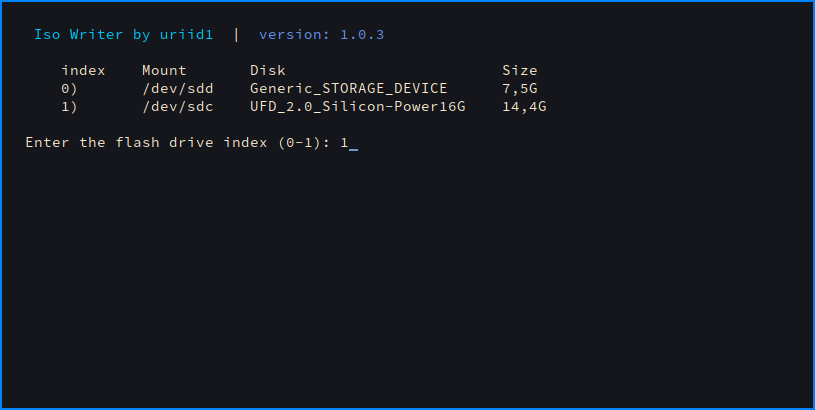 Iso Writer by uriid1 | version: 1.0.3
index Mount Disk Size
0) /dev/sdd Generic_STORAGE_DEVICE 7,5G
1) /dev/sdc UFD_2.0_Silicon-Power16G 14,4G
Enter the flash drive index (0-1): 1_